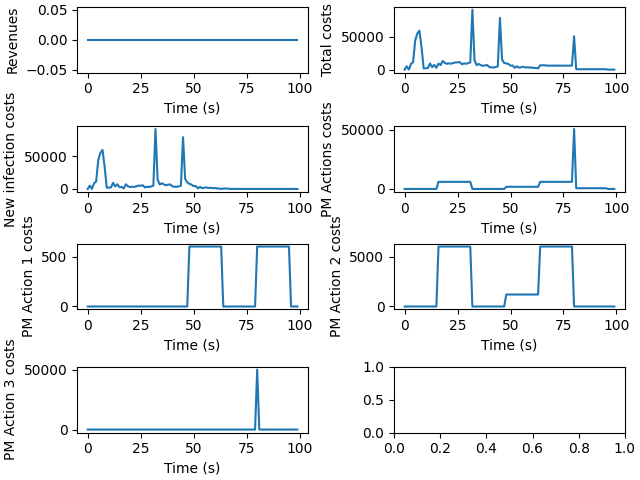 Revenues
0.05
0.00
−0.05
0 25 50 75 100
Time (s)
Total costs
50000
0
0 25 50 75 100
Time (s)
New infection costs
50000
0
0 25 50 75 100
Time (s)
PM Actions costs
50000
0
0 25 50 75 100
Time (s)
PM Action 1 costs
500
0
0 25 50 75 100
Time (s)
PM Action 2 costs
5000
0
0 25 50 75 100
Time (s)
PM Action 3 costs
50000
0
0 25 50 75 100
Time (s)
1.0
0.5
0.0
0.0 0.2 0.4 0.6 0.8 1.0